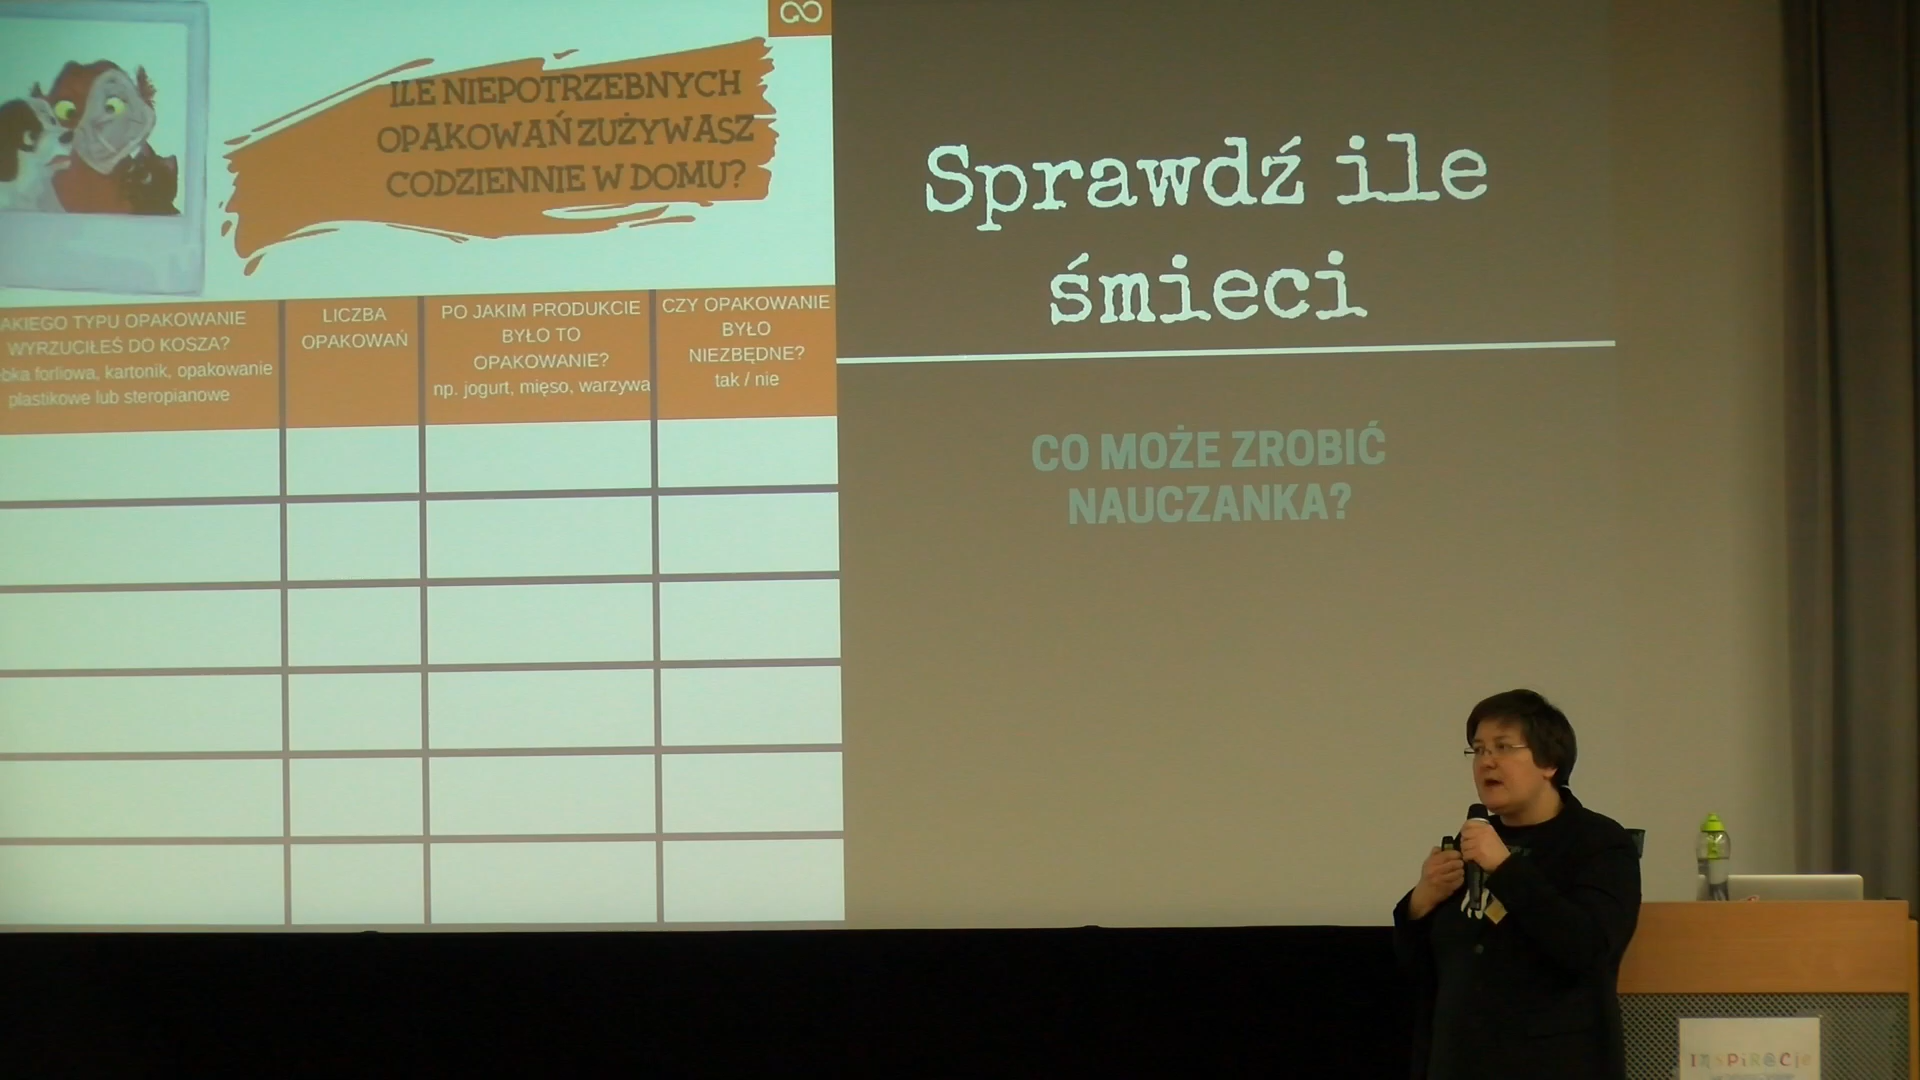 ILE NIEPOTRZEBNYCH
OPAKOWAŃ ZUŻYWASZ
CODZIENNIE W DOMU?
AKIEGO TYPU OPAKOWANIE
WYRZUCIŁEŚ DO KOSZA?
bka forliowa, kartonik, opakowanie
plastikowe lub steropianowe
LICZBA
OPAKOWAŃ
PO JAKIM PRODUKCIE
BYŁO TO
OPAKOWANIE?
np. jogurt, mięso, warzywa
CZY OPAKOWANIE
BYŁO
NIEZBĘDNE?
tak / nie
Sprawdź ile
śmieci
CO MOŻE ZROBIĆ
NAUCZANKA?
INSPIR@CJE